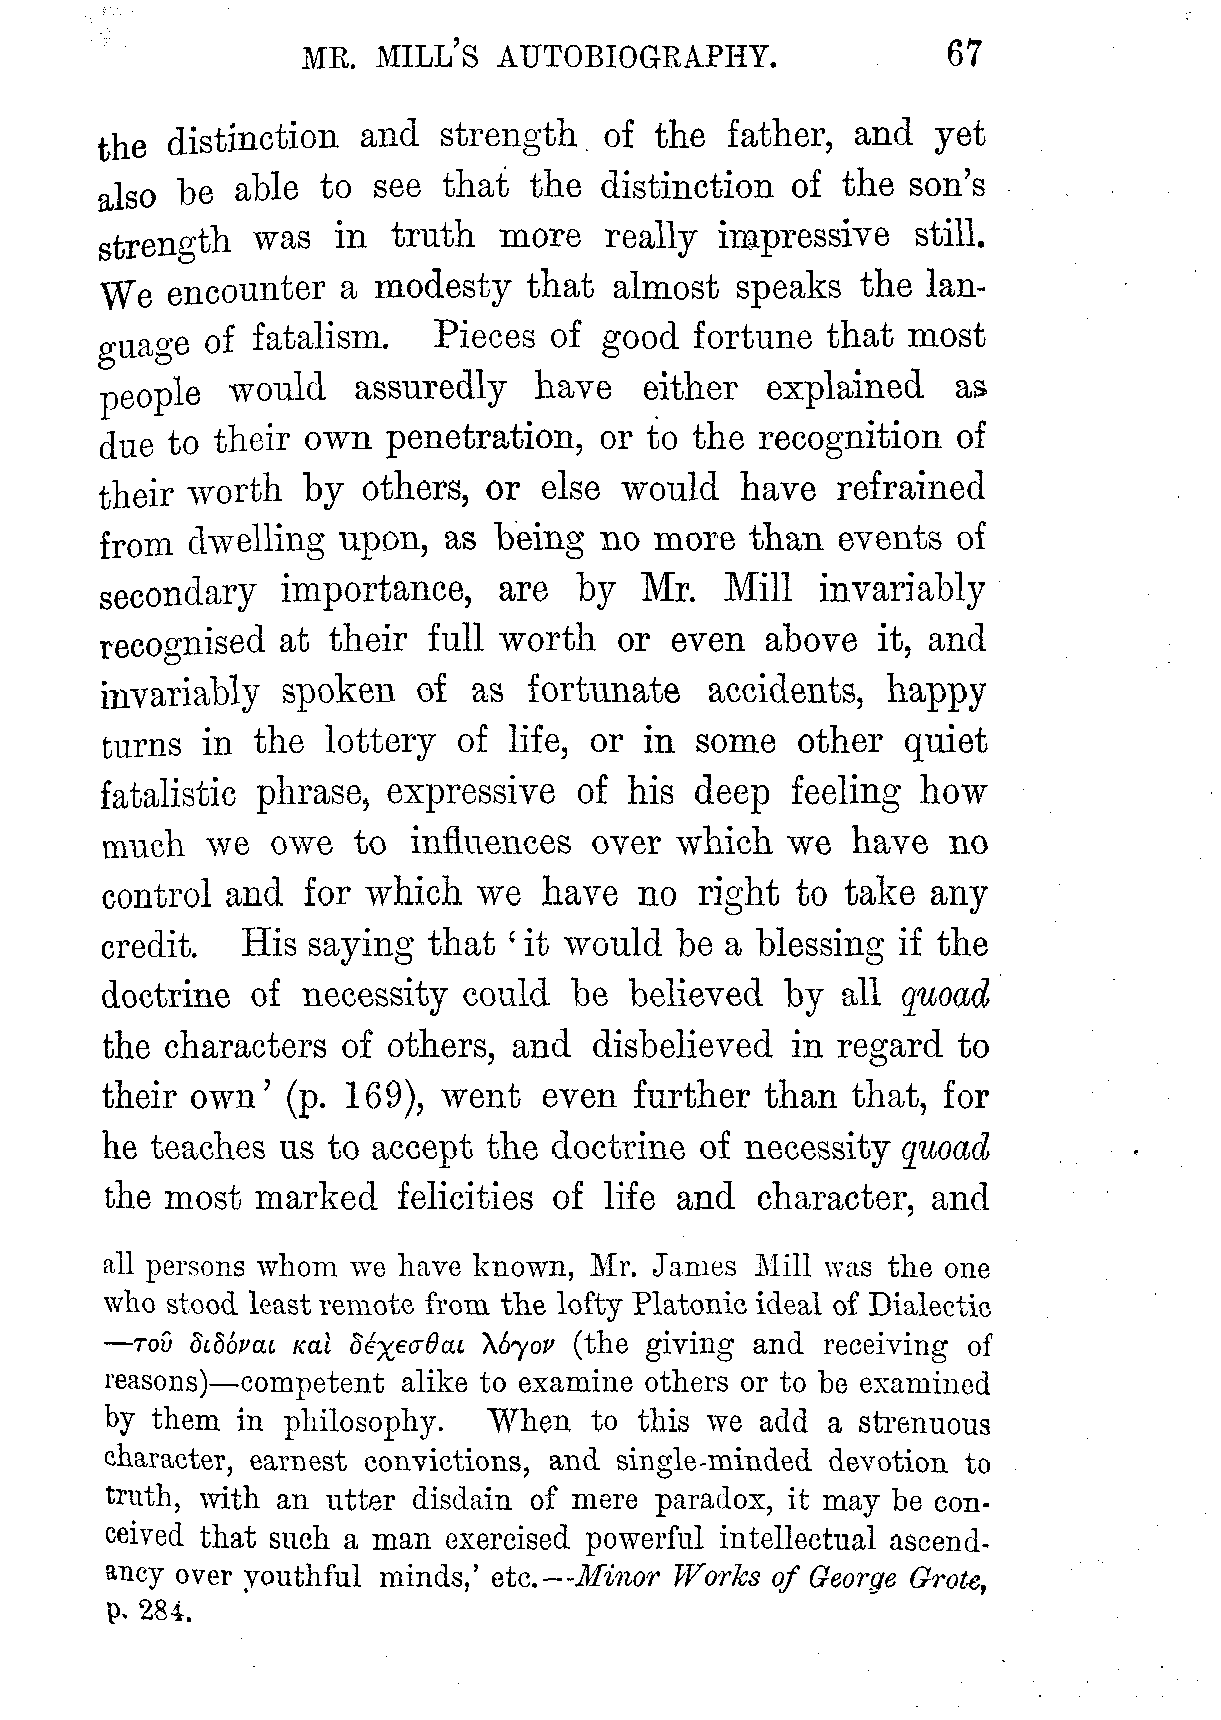 MR. MILL'S AUTOBIOGRAPHY. 67
the distinction and strength of the father, and yet
also be able to see that the distinction of the son's
strength was in truth more really impressive still.
We encounter a modesty that almost speaks the lan-
guage of fatalism. Pieces of good fortune that most
people would assuredly have either explained as
due to their own penetration, or to the recognition of
their worth by others, or else would have refrained
from dwelling upon, as being no more than events of
secondary importance, are by Mr. Mill invariably
recognised at their full worth or even above it, and
invariably spoken of as fortunate accidents, happy
turns in the lottery of life, or in some other quiet
fatalistic phrase, expressive of his deep feeling how
much we owe to influences over which we have no
control and for which we have no right to take any
credit. His saying that ‘it would be a blessing if the
doctrine of necessity could be believed by all quoad
the characters of others, and disbelieved in regard to
their own’ (p. 169), went even further than that, for
he teaches us to accept the doctrine of necessity quoad
the most marked felicities of life and character, and
all persons whom we have known, Mr. James Mill was the one
who stood least remote from the lofty Platonic ideal of Dialectic
—τοῦ διδόναι καὶ δέχεσθαι λόγον (the giving and receiving of
reasons)—competent alike to examine others or to be examined
by them in philosophy. When to this we add a strenuous
character, earnest convictions, and single-minded devotion to
truth, with an utter disdain of mere paradox, it may be con-
ceived that such a man exercised powerful intellectual ascend-
ancy over youthful minds,’ etc.—Minor Works of George Grote,
p. 284.